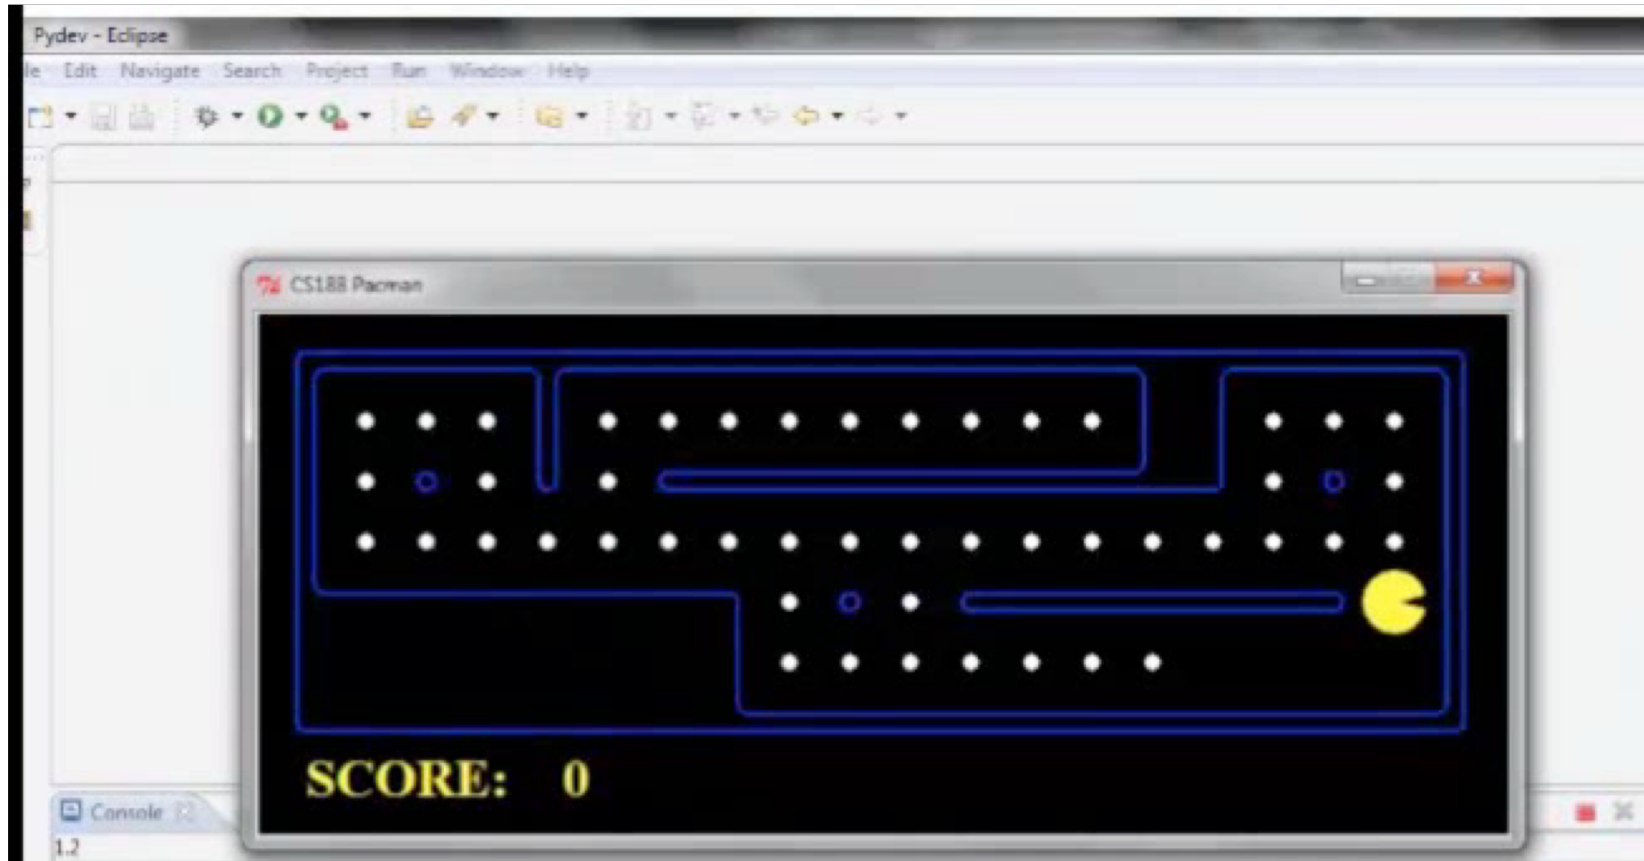 Pydev - Eclipse
le Edit Navigate Search Project Run Window Help
CS188 Pacman
SCORE: 0
Console
1.2